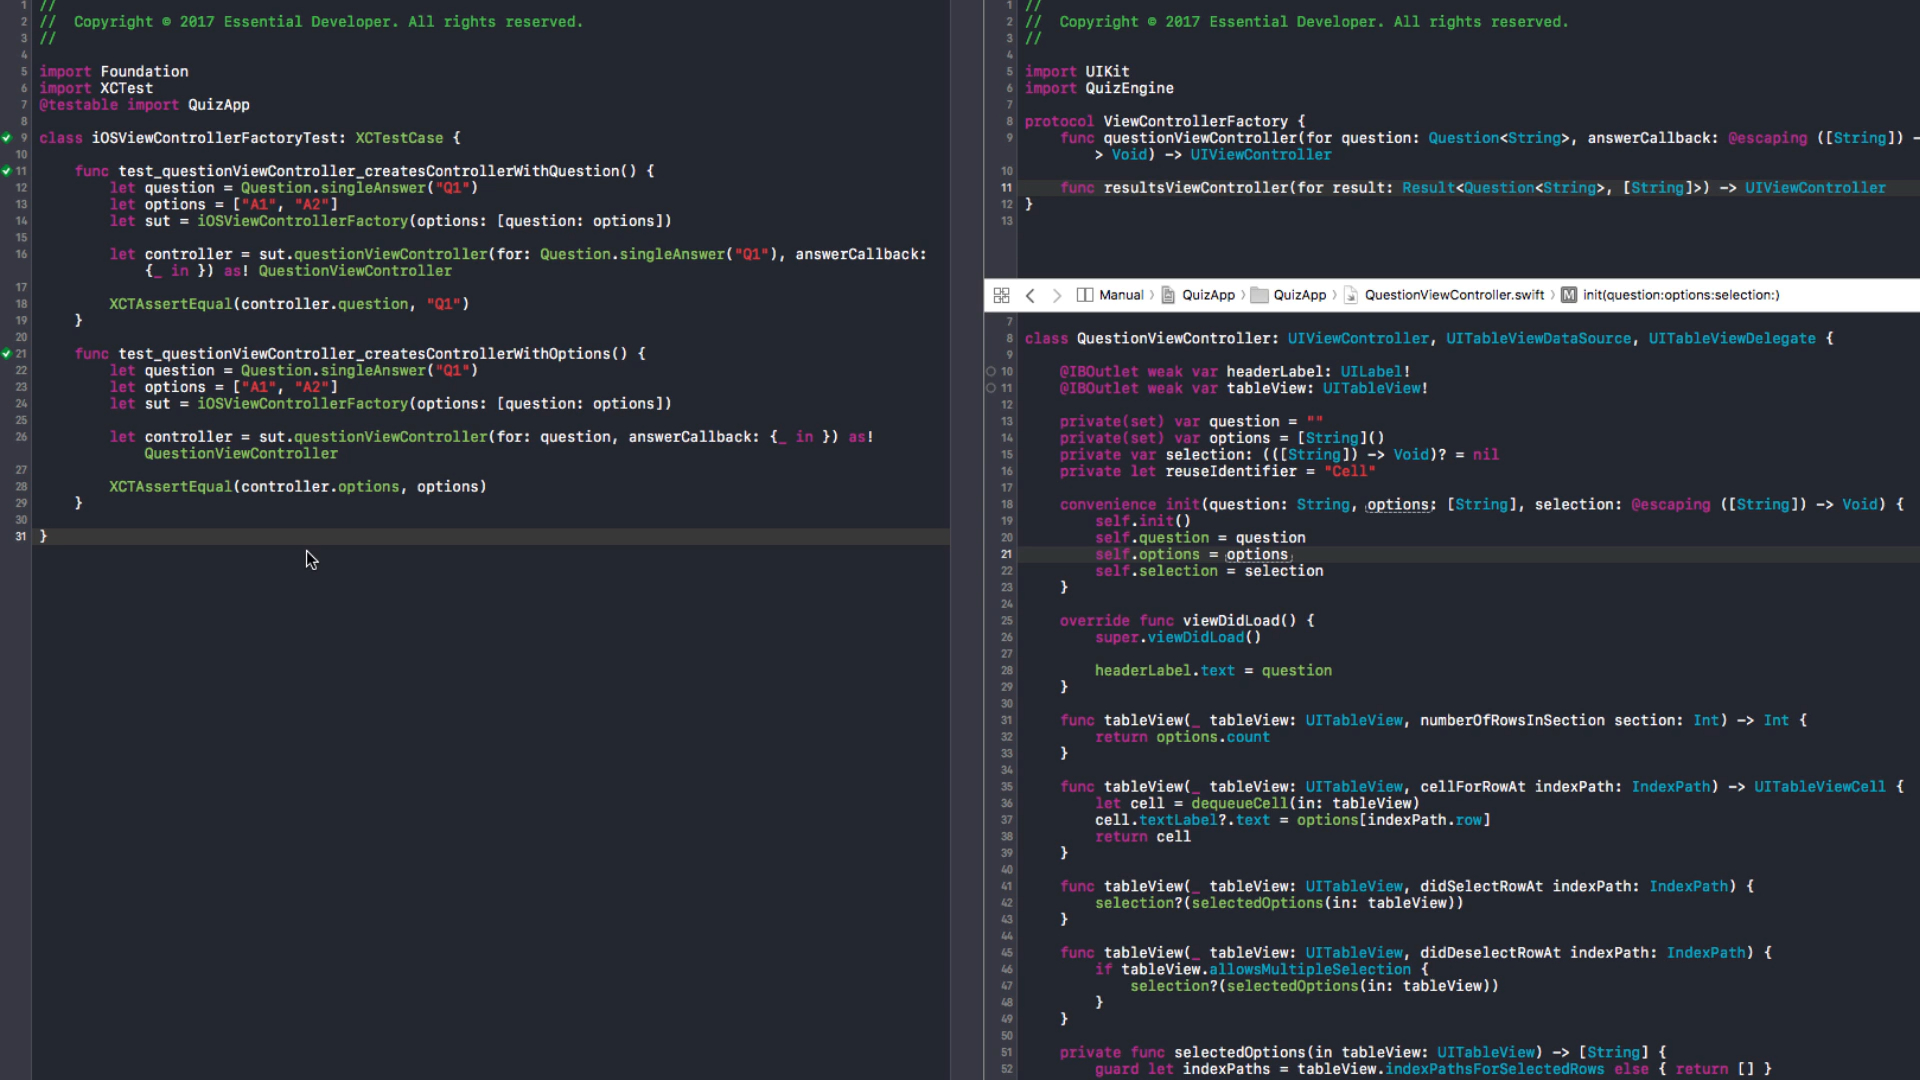 //
// Copyright © 2017 Essential Developer. All rights reserved.
//
import Foundation
import XCTest
@testable import QuizApp
class iOSViewControllerFactoryTest: XCTestCase {
func test_questionViewController_createsControllerWithQuestion() {
let question = Question.singleAnswer("Q1")
let options = ["A1", "A2"]
let sut = iOSViewControllerFactory(options: [question: options])
let controller = sut.questionViewController(for: Question.singleAnswer("Q1"), answerCallback:
{_ in }) as! QuestionViewController
XCTAssertEqual(controller.question, "Q1")
}
func test_questionViewController_createsControllerWithOptions() {
let question = Question.singleAnswer("Q1")
let options = ["A1", "A2"]
let sut = iOSViewControllerFactory(options: [question: options])
let controller = sut.questionViewController(for: question, answerCallback: {_ in }) as!
QuestionViewController
XCTAssertEqual(controller.options, options)
}
}
//
// Copyright © 2017 Essential Developer. All rights reserved.
//
import UIKit
import QuizEngine
protocol ViewControllerFactory {
func questionViewController(for question: Question<String>, answerCallback: @escaping ([String]) -
> Void) -> UIViewController
func resultsViewController(for result: Result<Question<String>, [String]>) -> UIViewController
}
Manual QuizApp QuizApp QuestionViewController.swift M init(question:options:selection:)
class QuestionViewController: UIViewController, UITableViewDataSource, UITableViewDelegate {
@IBOutlet weak var headerLabel: UILabel!
@IBOutlet weak var tableView: UITableView!
private(set) var question = ""
private(set) var options = [String]()
private var selection: (([String]) -> Void)? = nil
private let reuseIdentifier = "Cell"
convenience init(question: String, options: [String], selection: @escaping ([String]) -> Void) {
self.init()
self.question = question
self.options = options
self.selection = selection
}
override func viewDidLoad() {
super.viewDidLoad()
headerLabel.text = question
}
func tableView(_ tableView: UITableView, numberOfRowsInSection section: Int) -> Int {
return options.count
}
func tableView(_ tableView: UITableView, cellForRowAt indexPath: IndexPath) -> UITableViewCell {
let cell = dequeueCell(in: tableView)
cell.textLabel?.text = options[indexPath.row]
return cell
}
func tableView(_ tableView: UITableView, didSelectRowAt indexPath: IndexPath) {
selection?(selectedOptions(in: tableView))
}
func tableView(_ tableView: UITableView, didDeselectRowAt indexPath: IndexPath) {
if tableView.allowsMultipleSelection {
selection?(selectedOptions(in: tableView))
}
}
private func selectedOptions(in tableView: UITableView) -> [String] {
guard let indexPaths = tableView.indexPathsForSelectedRows else { return [] }